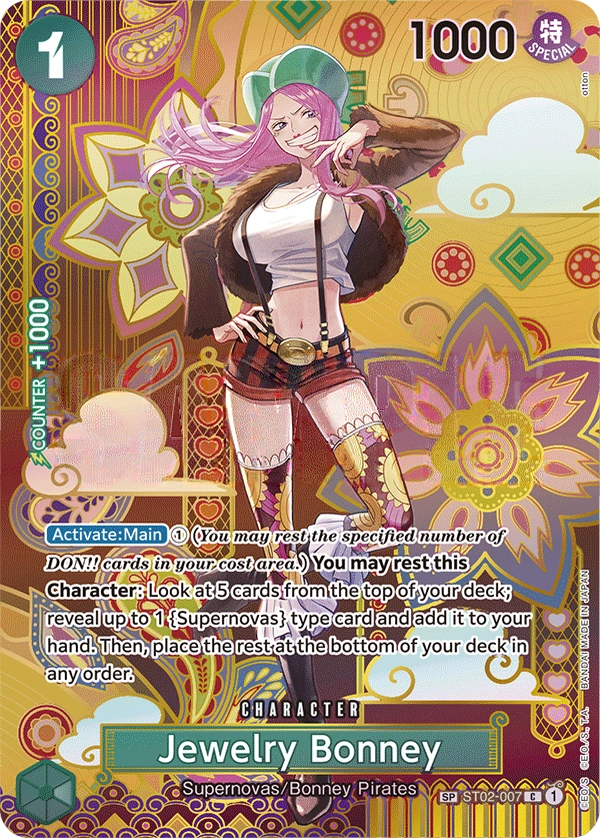 1
1000
特
SPECIAL
otton
COUNTER +1000
Activate:Main ① (You may rest the specified number of
DON!! cards in your cost area.) You may rest this
Character: Look at 5 cards from the top of your deck;
reveal up to 1 {Supernovas} type card and add it to your
hand. Then, place the rest at the bottom of your deck in
any order.
CHARACTER
Jewelry Bonney
Supernovas/Bonney Pirates
SP ST02-007 C 1
©E.O./S. ©E.O./S., T.A. BANDAI MADE IN JAPAN